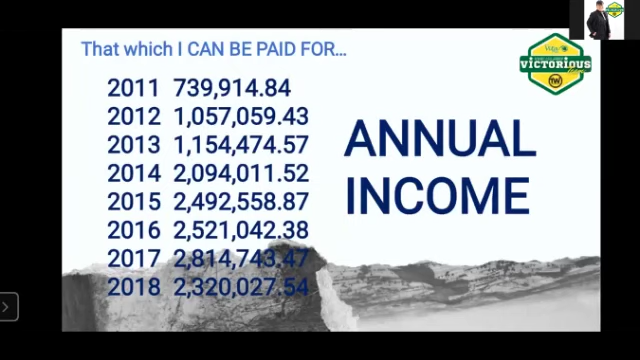 That which I CAN BE PAID FOR...
2011 739,914.84
2012 1,057,059.43
2013 1,154,474.57
2014 2,094,011.52
2015 2,492,558.87
2016 2,521,042.38
2017 2,814,743.47
2018 2,320,027.54
ANNUAL
INCOME
VICTORIOUS
TW